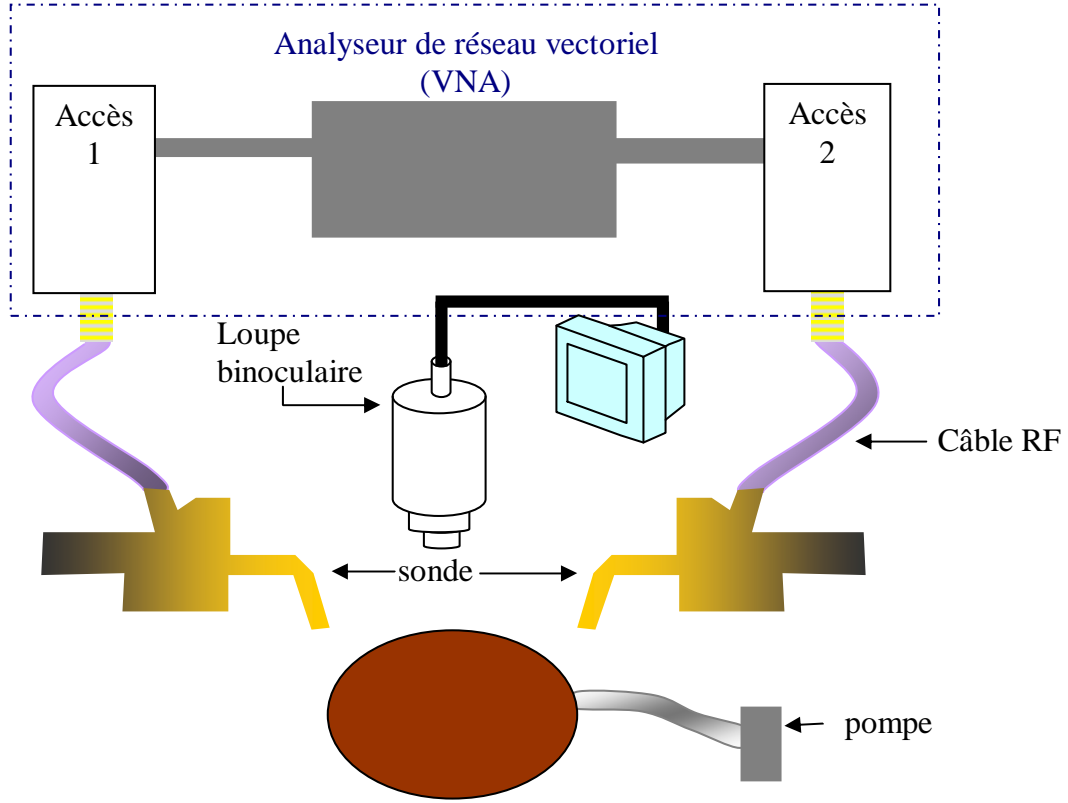 Analyseur de réseau vectoriel
(VNA)
Accès
1
Accès
2
Loupe
binoculaire
Câble RF
sonde
pompe